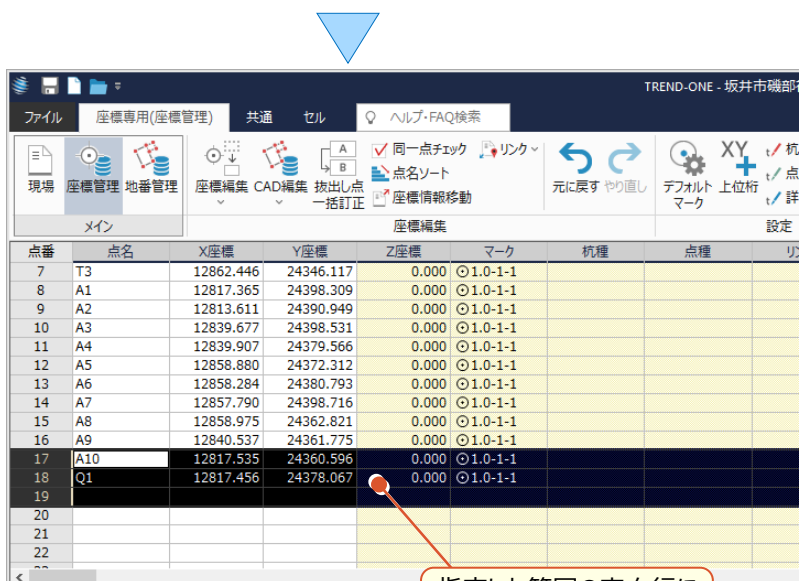 TREND-ONE - 坂井市磯部
ファイル 座標専用(座標管理) 共通 セル ヘルプ・FAQ検索
現場 座標管理 地番管理 座標編集 CAD編集 抜出し点一括訂正 A B 同一点チェック リンク 点名ソート 座標情報移動 元に戻す やり直し デフォルトマーク XY 上位桁 杭 点 詳
メイン 座標編集 設定
点番 点名 X座標 Y座標 Z座標 マーク 杭種 点種 リン
7 T3 12862.446 24346.117 0.000 1.0-1-1
8 A1 12817.365 24398.309 0.000 1.0-1-1
9 A2 12813.611 24390.949 0.000 1.0-1-1
10 A3 12839.677 24398.531 0.000 1.0-1-1
11 A4 12839.907 24379.566 0.000 1.0-1-1
12 A5 12858.880 24372.312 0.000 1.0-1-1
13 A6 12858.284 24380.793 0.000 1.0-1-1
14 A7 12857.790 24398.716 0.000 1.0-1-1
15 A8 12858.975 24362.821 0.000 1.0-1-1
16 A9 12840.537 24361.775 0.000 1.0-1-1
17 A10 12817.535 24360.596 0.000 1.0-1-1
18 Q1 12817.456 24378.067 0.000 1.0-1-1
19
20
21
22